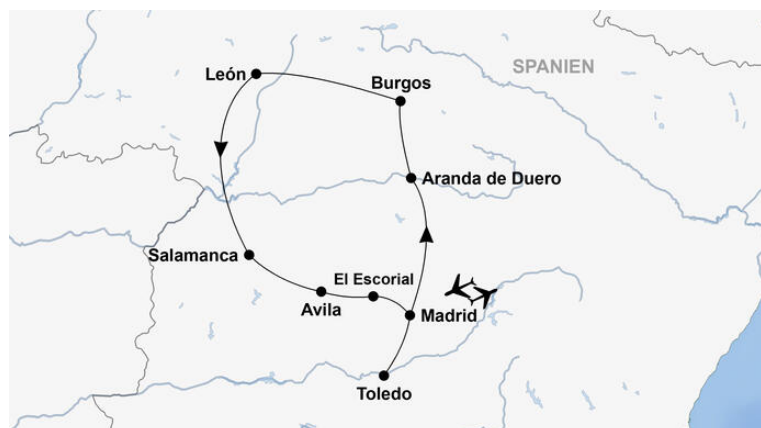 León
Burgos
SPANIEN
Aranda de Duero
Salamanca
El Escorial
Avila
Madrid
Toledo